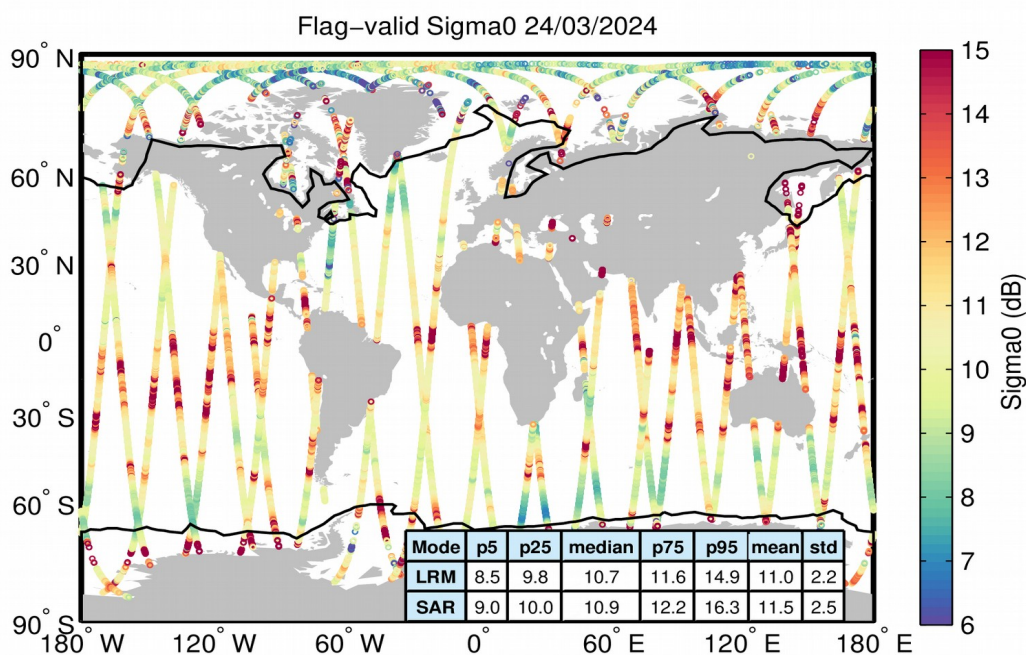 Flag−valid Sigma0 24/03/2024
90° N
60° N
30° N
0°
30° S
60° S
90° S
180° W
120° W
60° W
0°
60° E
120° E
180° E
Mode p5 p25 median p75 p95 mean std
LRM 8.5 9.8 10.7 11.6 14.9 11.0 2.2
SAR 9.0 10.0 10.9 12.2 16.3 11.5 2.5
15
14
13
12
11
10
9
8
7
6
Sigma0 (dB)